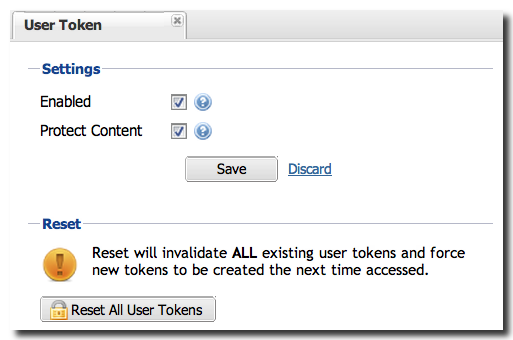 User Token
Settings
Enabled
Protect Content
Save Discard
Reset
Reset will invalidate ALL existing user tokens and force
new tokens to be created the next time accessed.
Reset All User Tokens